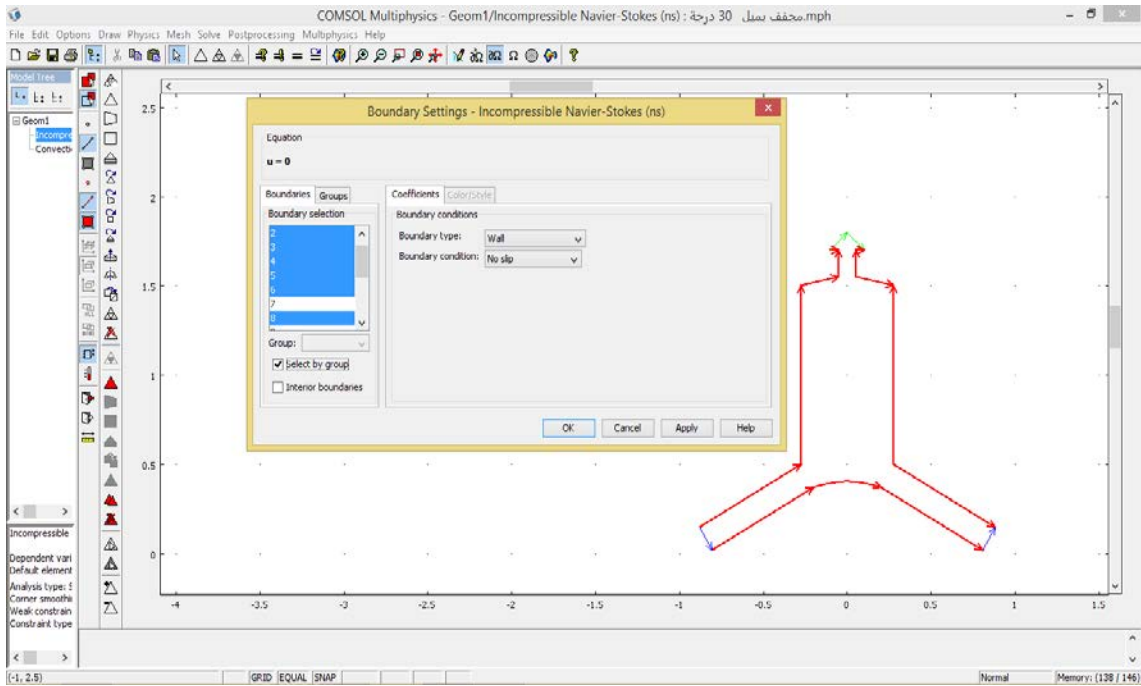 COMSOL Multiphysics - Geom1/Incompressible Navier-Stokes (ns) : مجفف بميل 30 درجة.mph
File Edit Options Draw Physics Mesh Solve Postprocessing Multiphysics Help
Model Tree
Geom1
Incompre
Convecti
Boundary Settings - Incompressible Navier-Stokes (ns)
Equation
u = 0
Boundaries Groups
Coefficients Color/Style
Boundary selection
2
3
4
5
6
7
8
Group:
Select by group
Interior boundaries
Boundary conditions
Boundary type: Wall
Boundary condition: No slip
OK Cancel Apply Help
2.5
2
1.5
1
0.5
0
-4 -3.5 -3 -2.5 -2 -1.5 -1 -0.5 0 0.5 1 1.5
Incompressible
Dependent vari
Default element
Analysis type: S
Corner smoothi
Weak constrain
Constraint type
(-1, 2.5)
GRID EQUAL SNAP
Normal
Memory: (138 / 146)